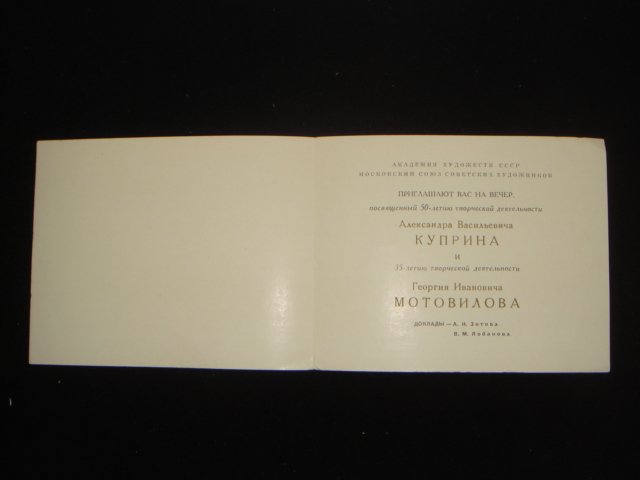 АКАДЕМИЯ ХУДОЖЕСТВ СССР
МОСКОВСКИЙ СОЮЗ СОВЕТСКИХ ХУДОЖНИКОВ
ПРИГЛАШАЮТ ВАС НА ВЕЧЕР,
посвященный 50-летию творческой деятельности
Александра Васильевича
КУПРИНА
И
35-летию творческой деятельности
Георгия Ивановича
МОТОВИЛОВА
ДОКЛАДЫ — А. И. Зотова
В. М. Лобанова